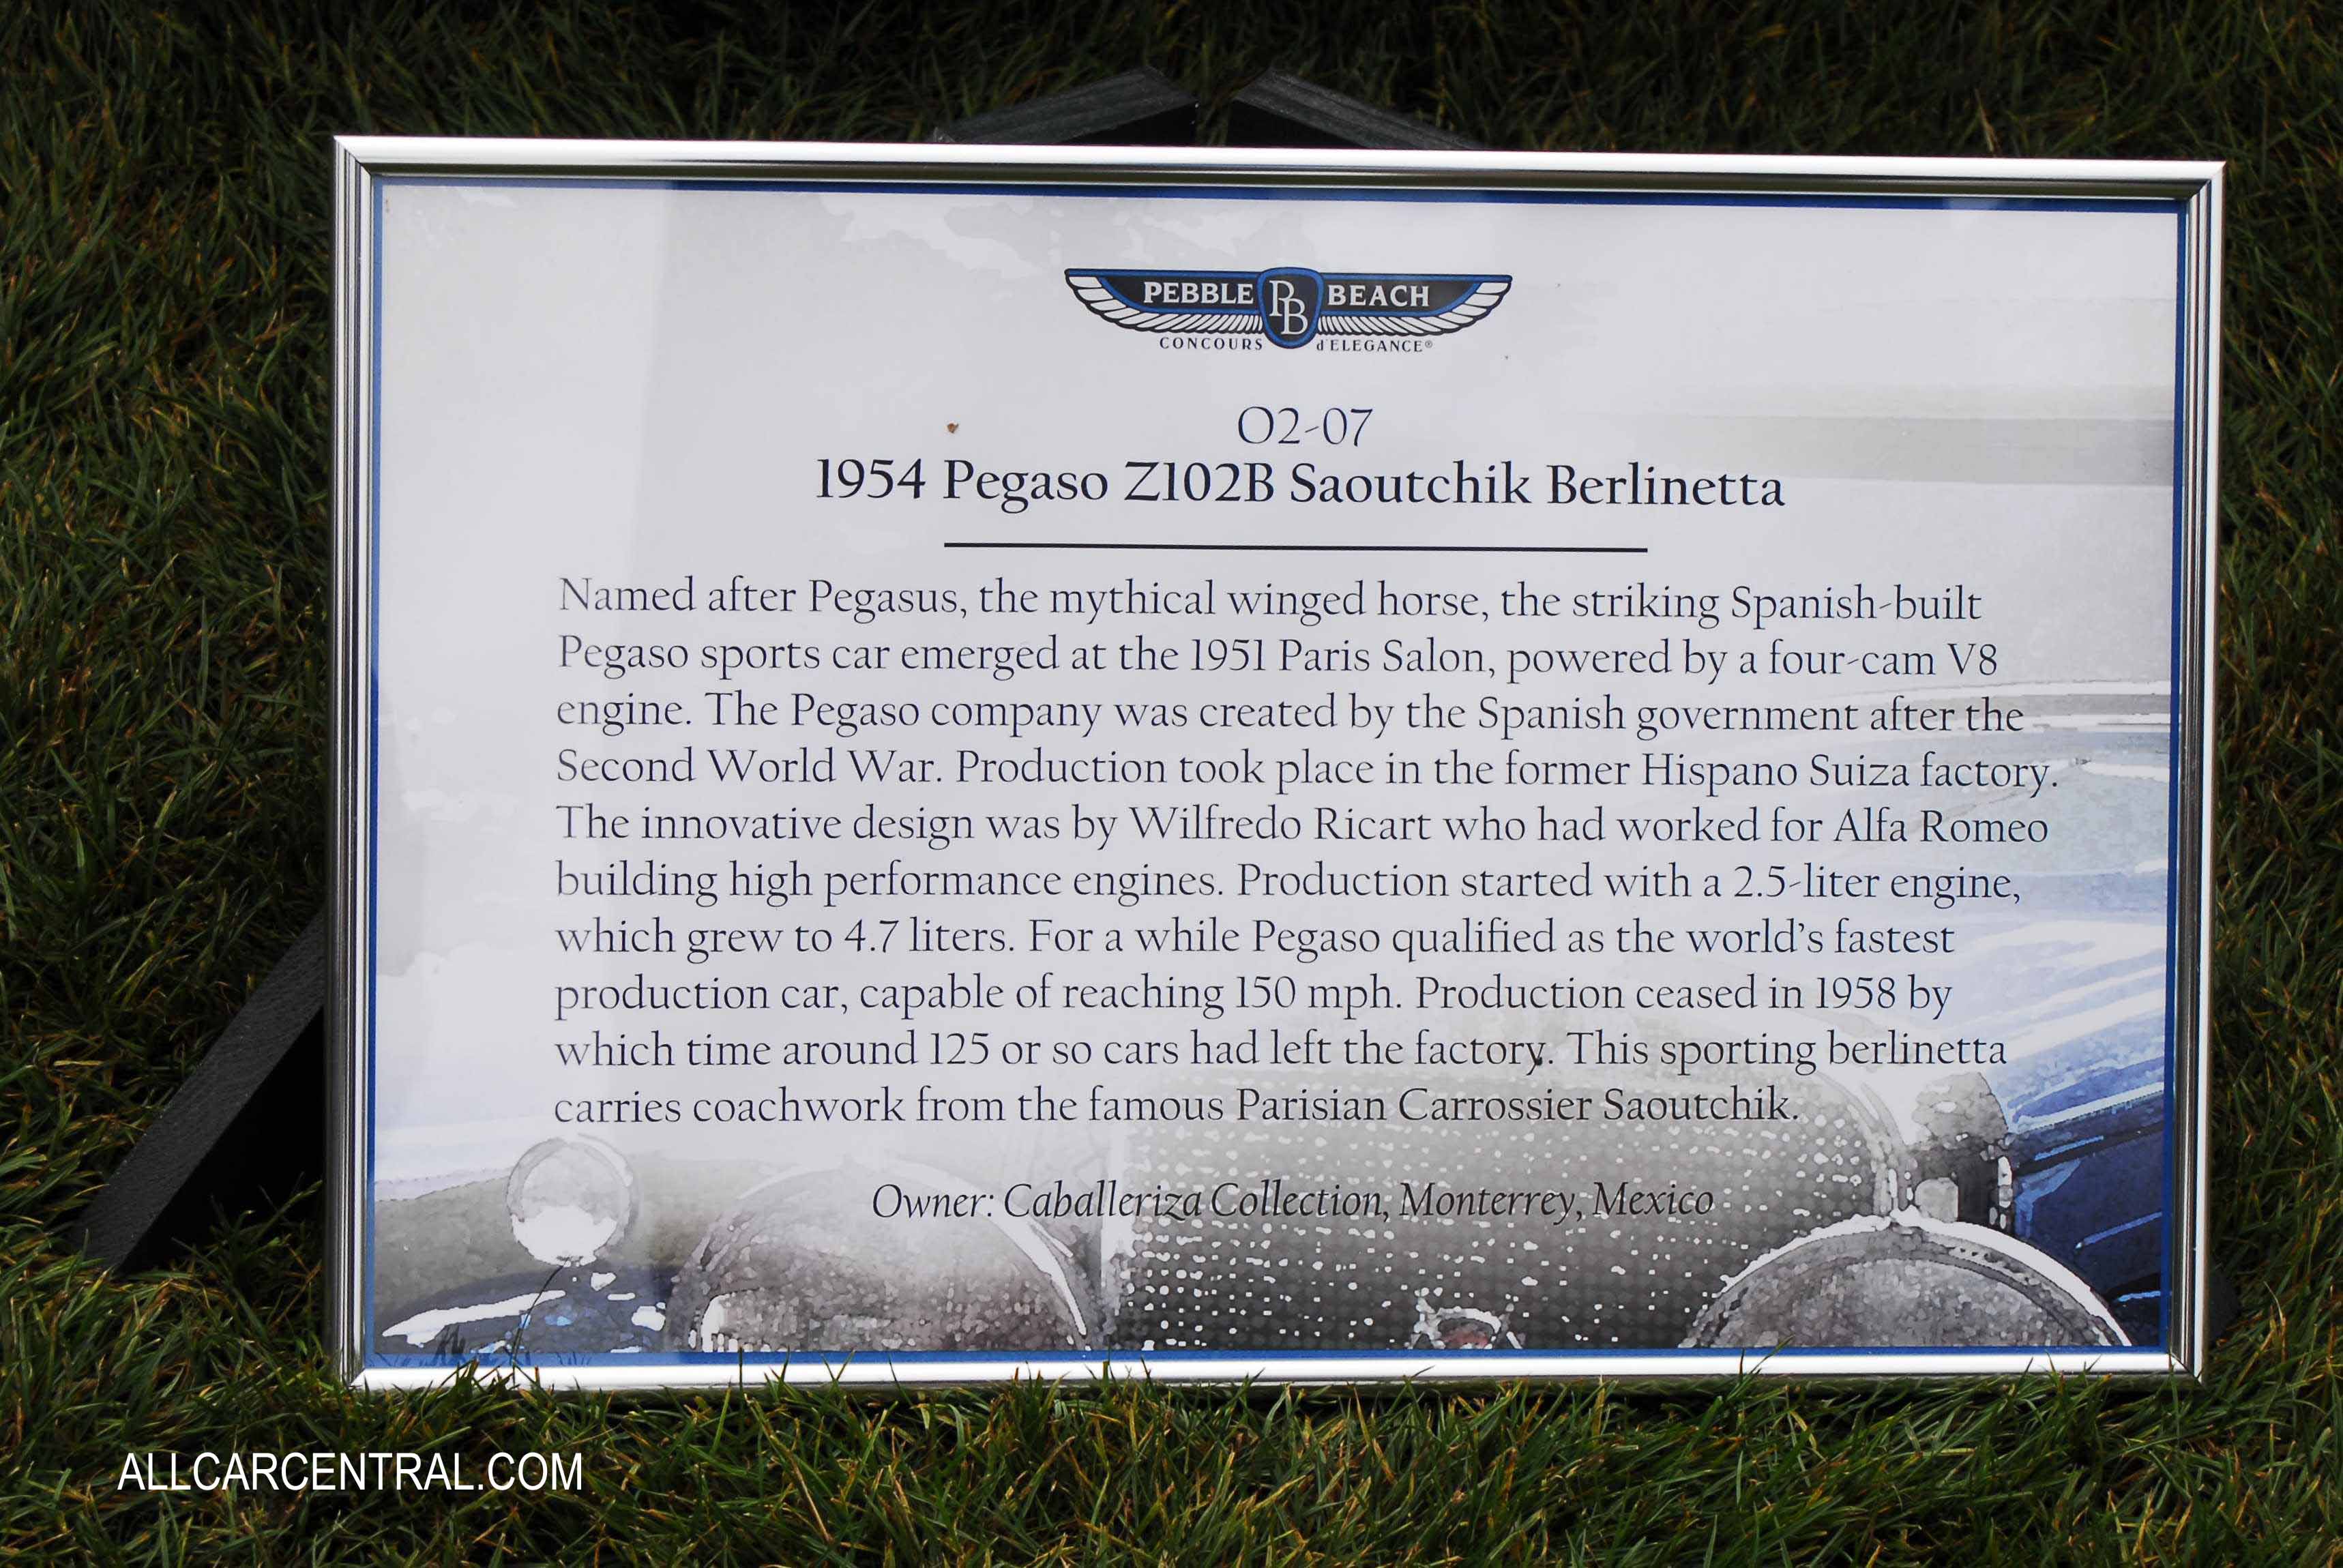 PEBBLE PB BEACH
CONCOURS d'ELEGANCE®
O2-07
1954 Pegaso Z102B Saoutchik Berlinetta
Named after Pegasus, the mythical winged horse, the striking Spanish-built
Pegaso sports car emerged at the 1951 Paris Salon, powered by a four-cam V8
engine. The Pegaso company was created by the Spanish government after the
Second World War. Production took place in the former Hispano Suiza factory.
The innovative design was by Wilfredo Ricart who had worked for Alfa Romeo
building high performance engines. Production started with a 2.5-liter engine,
which grew to 4.7 liters. For a while Pegaso qualified as the world's fastest
production car, capable of reaching 150 mph. Production ceased in 1958 by
which time around 125 or so cars had left the factory. This sporting berlinetta
carries coachwork from the famous Parisian Carrossier Saoutchik.
Owner: Caballeriza Collection, Monterrey, Mexico
ALLCARCENTRAL.COM